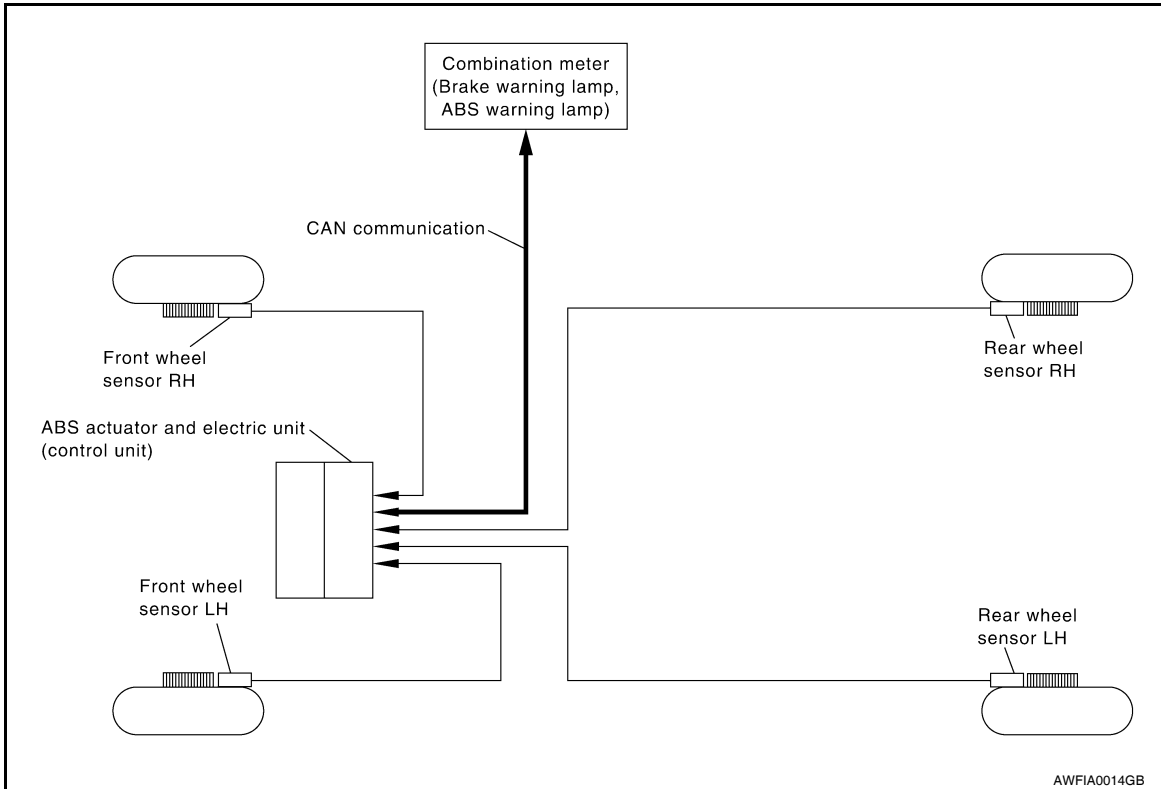 Combination meter
(Brake warning lamp,
ABS warning lamp)
CAN communication
Front wheel
sensor RH
Rear wheel
sensor RH
ABS actuator and electric unit
(control unit)
Front wheel
sensor LH
Rear wheel
sensor LH
AWFIA0014GB